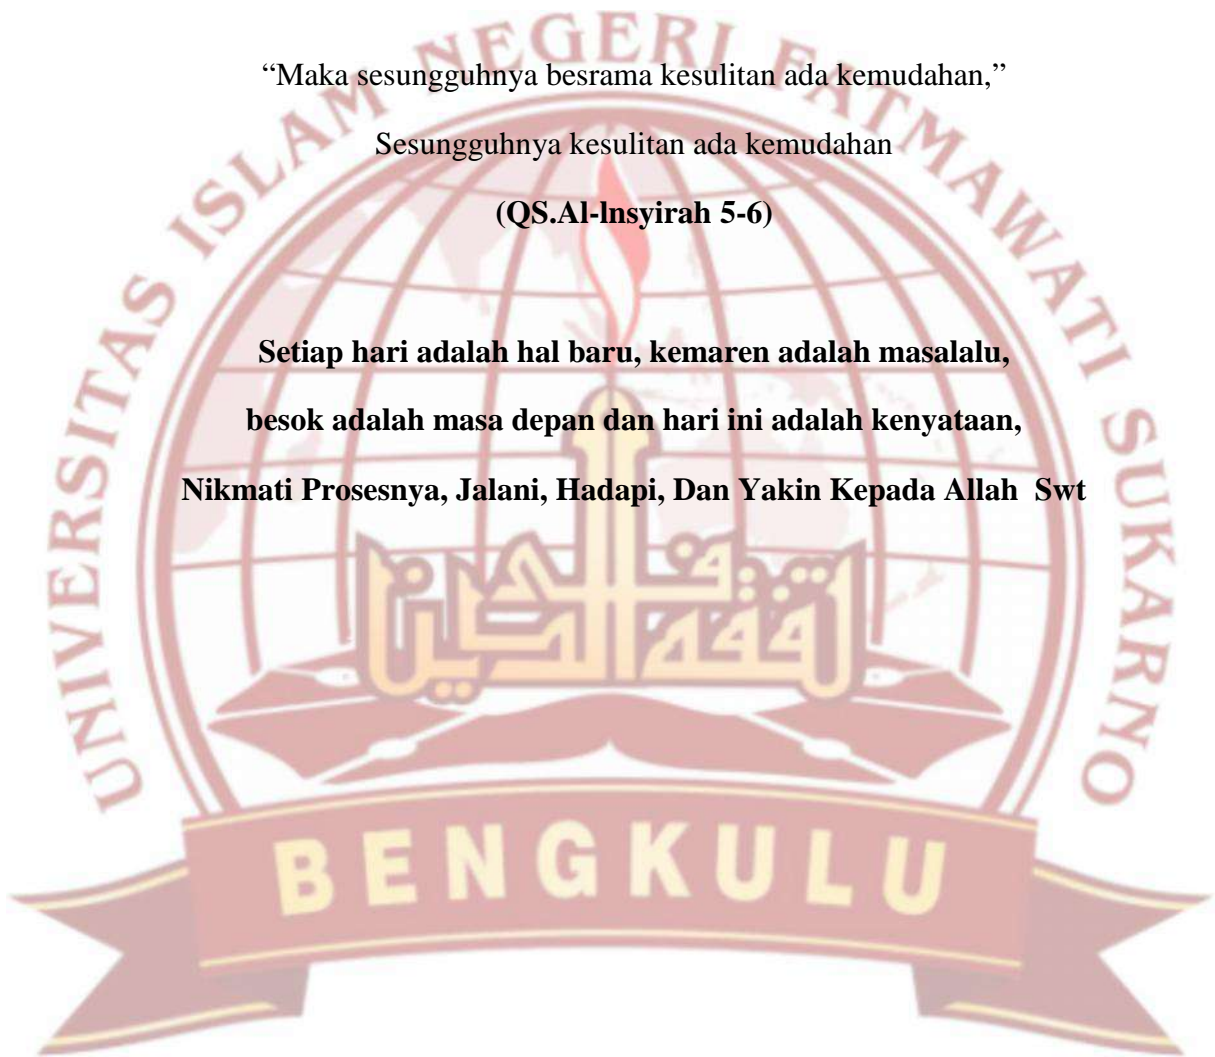 “Maka sesungguhnya besrama kesulitan ada kemudahan,”
Sesungguhnya kesulitan ada kemudahan
(QS.Al-lnsyirah 5-6)
Setiap hari adalah hal baru, kemaren adalah masalalu,
besok adalah masa depan dan hari ini adalah kenyataan,
Nikmati Prosesnya, Jalani, Hadapi, Dan Yakin Kepada Allah  Swt
UNIVERSITAS ISLAM NEGERI FATMAWATI SUKARNO
BENGKULU